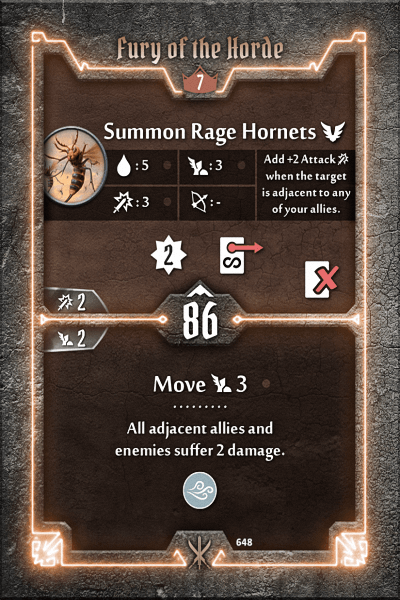 Fury of the Horde
7
Summon Rage Hornets
: 5
: 3
: 3
: -
Add +2 Attack
when the target
is adjacent to any
of your allies.
2
2
86
2
Move 3
All adjacent allies and
enemies suffer 2 damage.
648